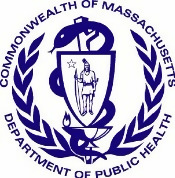 COMMONWEALTH OF MASSACHUSETTS
DEPARTMENT OF PUBLIC HEALTH